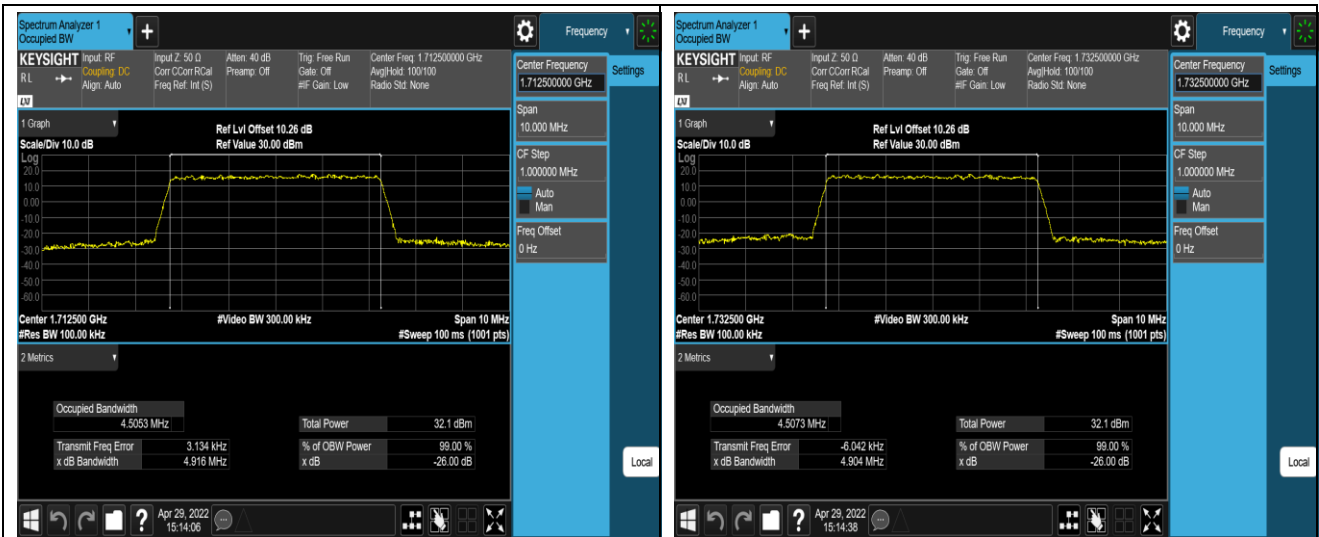 Spectrum Analyzer 1
Occupied BW
+
Frequency
KEYSIGHT
Input: RF
Coupling: DC
Align: Auto
Input Z: 50 Ω
Corr CCorr RCal
Freq Ref: Int (S)
Atten: 40 dB
Preamp: Off
Trig: Free Run
Gate: Off
#IF Gain: Low
Center Freq: 1.712500000 GHz
Avg|Hold: 100/100
Radio Std: None
RL
LXI
Center Frequency
1.712500000 GHz
Settings
Span
10.000 MHz
CF Step
1.000000 MHz
Auto
Man
Freq Offset
0 Hz
Local
1 Graph
Scale/Div 10.0 dB
Ref Lvl Offset 10.26 dB
Ref Value 30.00 dBm
Log
20.0
10.0
0.00
-10.0
-20.0
-30.0
-40.0
-50.0
-60.0
Center 1.712500 GHz
#Video BW 300.00 kHz
Span 10 MHz
#Res BW 100.00 kHz
#Sweep 100 ms (1001 pts)
2 Metrics
Occupied Bandwidth
4.5053 MHz
Total Power 32.1 dBm
Transmit Freq Error 3.134 kHz
% of OBW Power 99.00 %
x dB Bandwidth 4.916 MHz
x dB -26.00 dB
?
Apr 29, 2022
15:14:06
Spectrum Analyzer 1
Occupied BW
+
Frequency
KEYSIGHT
Input: RF
Coupling: DC
Align: Auto
Input Z: 50 Ω
Corr CCorr RCal
Freq Ref: Int (S)
Atten: 40 dB
Preamp: Off
Trig: Free Run
Gate: Off
#IF Gain: Low
Center Freq: 1.732500000 GHz
Avg|Hold: 100/100
Radio Std: None
RL
LXI
Center Frequency
1.732500000 GHz
Settings
Span
10.000 MHz
CF Step
1.000000 MHz
Auto
Man
Freq Offset
0 Hz
Local
1 Graph
Scale/Div 10.0 dB
Ref Lvl Offset 10.26 dB
Ref Value 30.00 dBm
Log
20.0
10.0
0.00
-10.0
-20.0
-30.0
-40.0
-50.0
-60.0
Center 1.732500 GHz
#Video BW 300.00 kHz
Span 10 MHz
#Res BW 100.00 kHz
#Sweep 100 ms (1001 pts)
2 Metrics
Occupied Bandwidth
4.5073 MHz
Total Power 32.1 dBm
Transmit Freq Error -6.042 kHz
% of OBW Power 99.00 %
x dB Bandwidth 4.904 MHz
x dB -26.00 dB
?
Apr 29, 2022
15:14:38